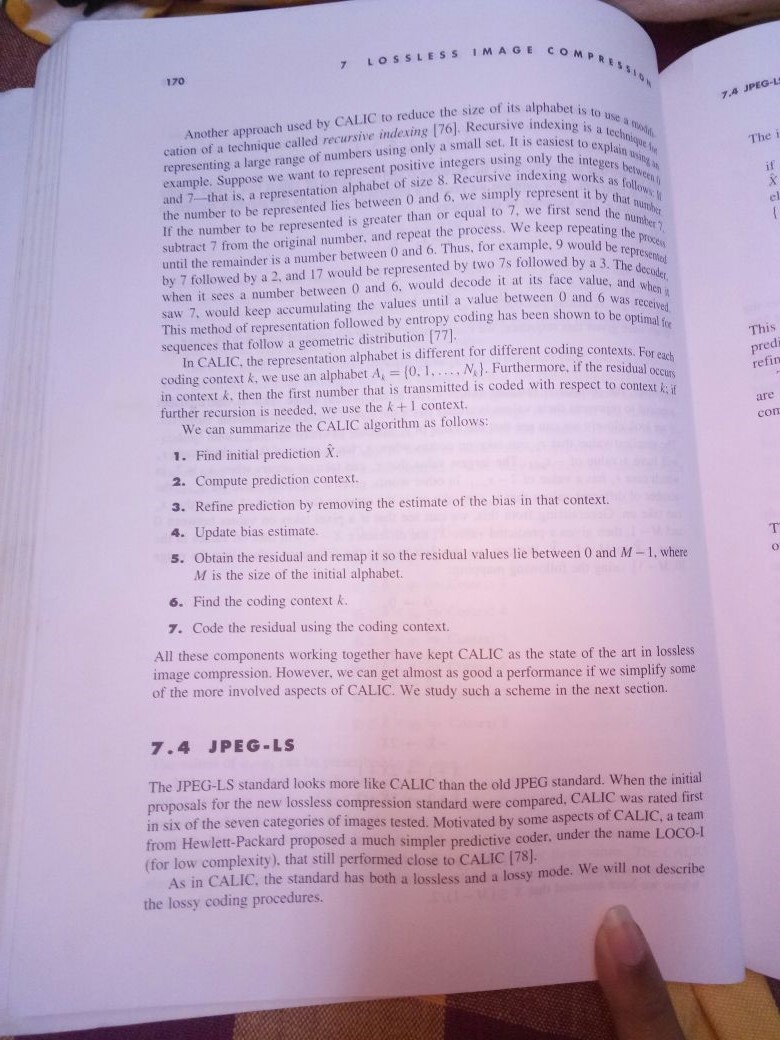 170
7 LOSSLESS IMAGE COMPRESSION
Another approach used by CALIC to reduce the size of its alphabet is to use a modifi-
cation of a technique called recursive indexing [76]. Recursive indexing is a technique for
representing a large range of numbers using only a small set. It is easiest to explain using an
example. Suppose we want to represent positive integers using only the integers between 0
and 7—that is, a representation alphabet of size 8. Recursive indexing works as follows: If
the number to be represented lies between 0 and 6, we simply represent it by that number.
If the number to be represented is greater than or equal to 7, we first send the number 7,
subtract 7 from the original number, and repeat the process. We keep repeating the process
until the remainder is a number between 0 and 6. Thus, for example, 9 would be represented
by 7 followed by a 2, and 17 would be represented by two 7s followed by a 3. The decoder,
when it sees a number between 0 and 6, would decode it at its face value, and when it
saw 7, would keep accumulating the values until a value between 0 and 6 was received.
This method of representation followed by entropy coding has been shown to be optimal for
sequences that follow a geometric distribution [77].
In CALIC, the representation alphabet is different for different coding contexts. For each
coding context k, we use an alphabet Aₖ = {0, 1, . . . , Nₖ}. Furthermore, if the residual occurs
in context k, then the first number that is transmitted is coded with respect to context k; if
further recursion is needed, we use the k + 1 context.
We can summarize the CALIC algorithm as follows:
1. Find initial prediction X̂.
2. Compute prediction context.
3. Refine prediction by removing the estimate of the bias in that context.
4. Update bias estimate.
5. Obtain the residual and remap it so the residual values lie between 0 and M − 1, where
M is the size of the initial alphabet.
6. Find the coding context k.
7. Code the residual using the coding context.
All these components working together have kept CALIC as the state of the art in lossless
image compression. However, we can get almost as good a performance if we simplify some
of the more involved aspects of CALIC. We study such a scheme in the next section.
7.4 JPEG-LS
The JPEG-LS standard looks more like CALIC than the old JPEG standard. When the initial
proposals for the new lossless compression standard were compared, CALIC was rated first
in six of the seven categories of images tested. Motivated by some aspects of CALIC, a team
from Hewlett-Packard proposed a much simpler predictive coder, under the name LOCO-I
(for low complexity), that still performed close to CALIC [78].
As in CALIC, the standard has both a lossless and a lossy mode. We will not describe
the lossy coding procedures.
7.4 JPEG-L
The
if
X̂
This
are